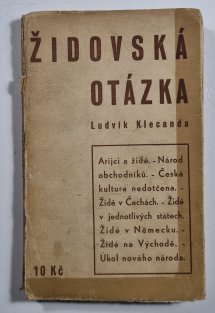 ŽIDOVSKÁ
OTÁZKA
Ludvík Klecanda
Arijci a židé. - Národ
obchodníků. - Česká
kultura nedotčena. -
Židé v Čechách. - Židé
v jednotlivých státech.
Židé v Německu. -
Židé na Východě. -
Úkol nového národa.
10 Kč